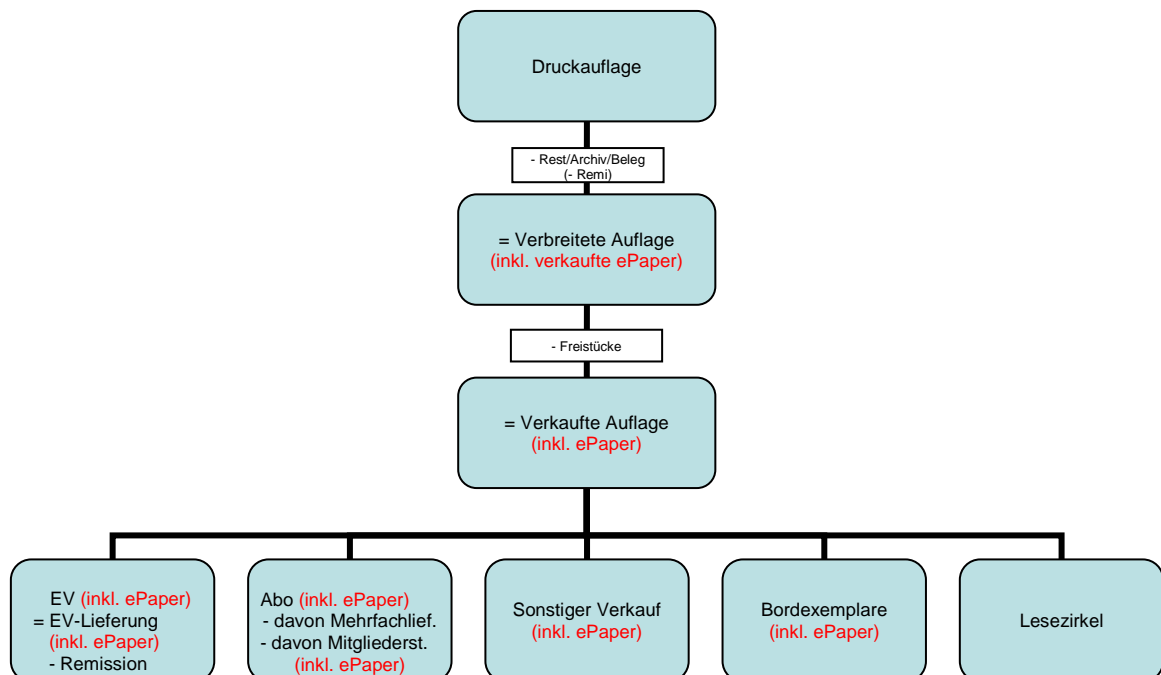 Druckauflage
- Rest/Archiv/Beleg
(- Remi)
= Verbreitete Auflage
(inkl. verkaufte ePaper)
- Freistücke
= Verkaufte Auflage
(inkl. ePaper)
EV (inkl. ePaper)
= EV-Lieferung
(inkl. ePaper)
- Remission
Abo (inkl. ePaper)
- davon Mehrfachlief.
- davon Mitgliederst.
(inkl. ePaper)
Sonstiger Verkauf
(inkl. ePaper)
Bordexemplare
(inkl. ePaper)
Lesezirkel